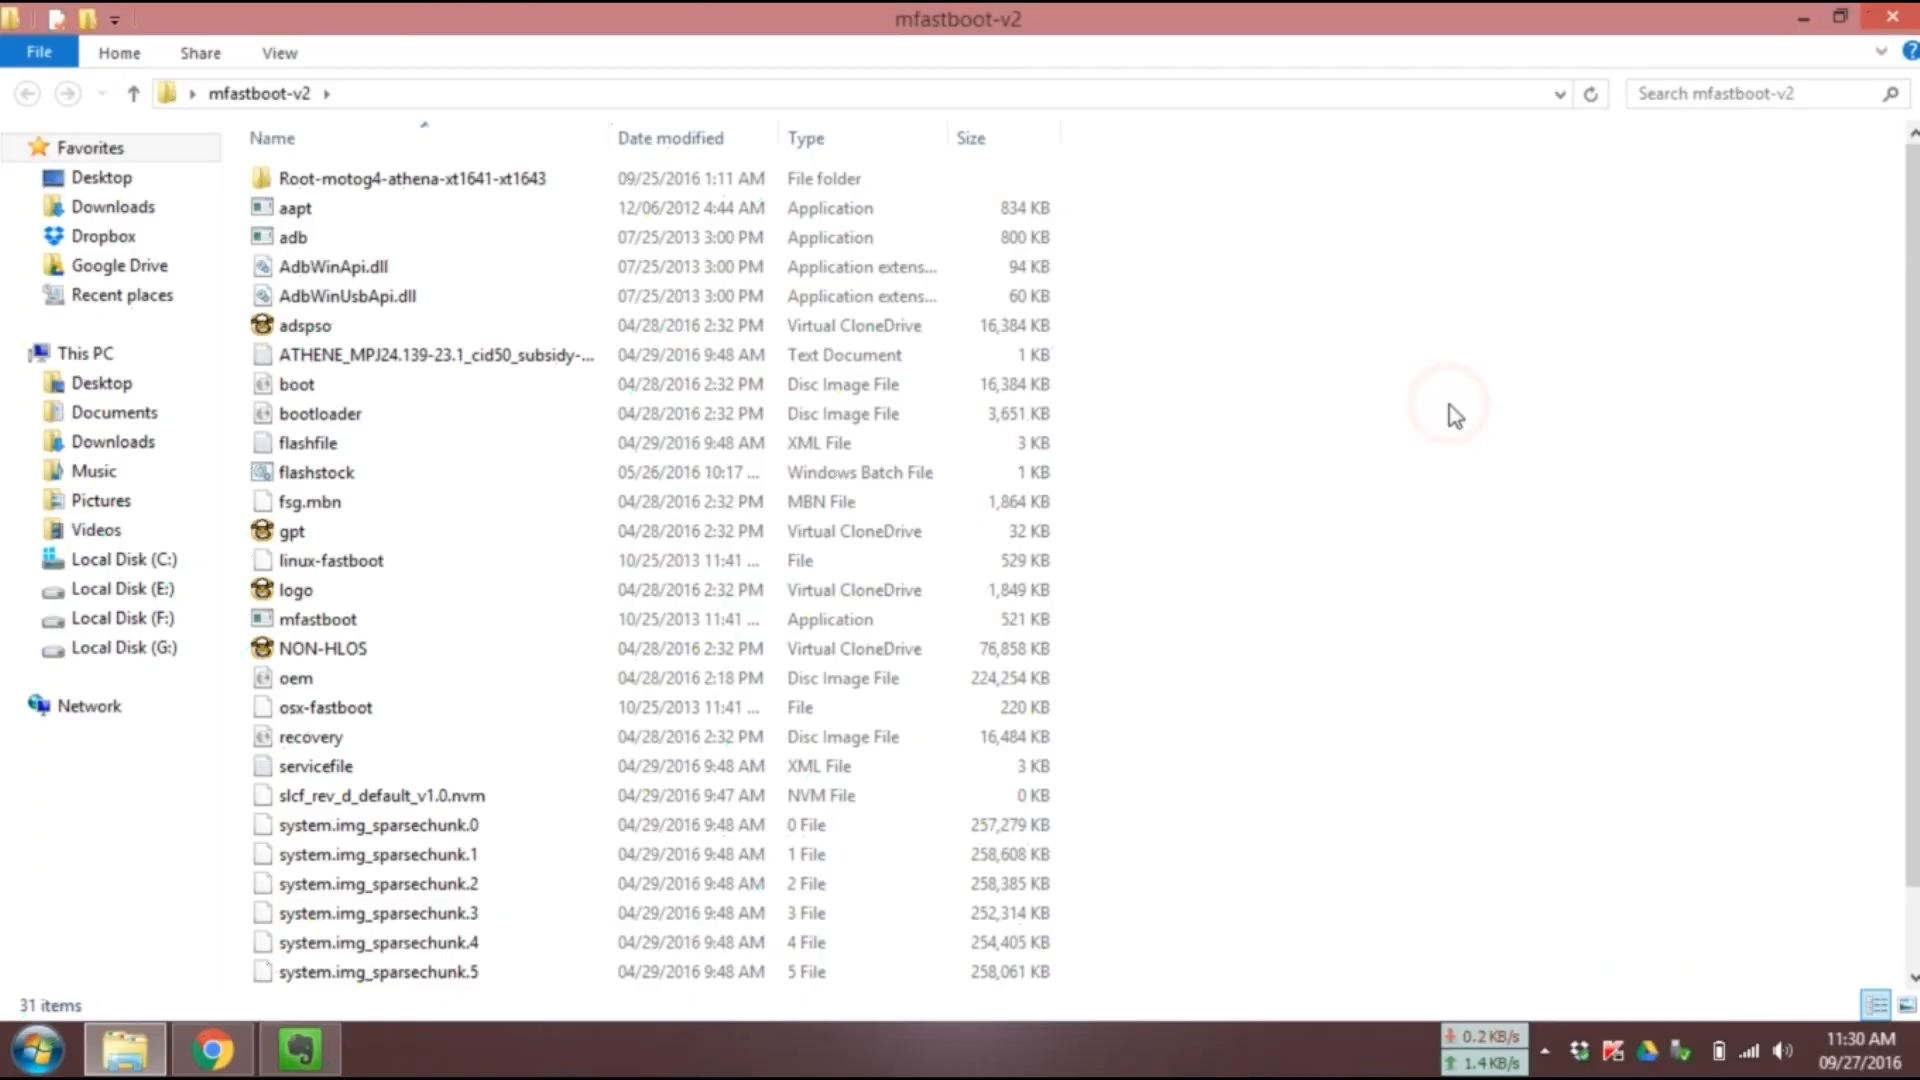 mfastboot-v2
File Home Share View
mfastboot-v2 Search mfastboot-v2
Name Date modified Type Size
Favorites
Desktop
Downloads
Dropbox
Google Drive
Recent places
This PC
Desktop
Documents
Downloads
Music
Pictures
Videos
Local Disk (C:)
Local Disk (E:)
Local Disk (F:)
Local Disk (G:)
Network
Root-motog4-athena-xt1641-xt1643 09/25/2016 1:11 AM File folder
aapt 12/06/2012 4:44 AM Application 834 KB
adb 07/25/2013 3:00 PM Application 800 KB
AdbWinApi.dll 07/25/2013 3:00 PM Application extens... 94 KB
AdbWinUsbApi.dll 07/25/2013 3:00 PM Application extens... 60 KB
adspso 04/28/2016 2:32 PM Virtual CloneDrive 16,384 KB
ATHENE_MPJ24.139-23.1_cid50_subsidy-... 04/29/2016 9:48 AM Text Document 1 KB
boot 04/28/2016 2:32 PM Disc Image File 16,384 KB
bootloader 04/28/2016 2:32 PM Disc Image File 3,651 KB
flashfile 04/29/2016 9:48 AM XML File 3 KB
flashstock 05/26/2016 10:17 ... Windows Batch File 1 KB
fsg.mbn 04/28/2016 2:32 PM MBN File 1,864 KB
gpt 04/28/2016 2:32 PM Virtual CloneDrive 32 KB
linux-fastboot 10/25/2013 11:41 ... File 529 KB
logo 04/28/2016 2:32 PM Virtual CloneDrive 1,849 KB
mfastboot 10/25/2013 11:41 ... Application 521 KB
NON-HLOS 04/28/2016 2:32 PM Virtual CloneDrive 76,858 KB
oem 04/28/2016 2:18 PM Disc Image File 224,254 KB
osx-fastboot 10/25/2013 11:41 ... File 220 KB
recovery 04/28/2016 2:32 PM Disc Image File 16,484 KB
servicefile 04/29/2016 9:48 AM XML File 3 KB
slcf_rev_d_default_v1.0.nvm 04/29/2016 9:47 AM NVM File 0 KB
system.img_sparsechunk.0 04/29/2016 9:48 AM 0 File 257,279 KB
system.img_sparsechunk.1 04/29/2016 9:48 AM 1 File 258,608 KB
system.img_sparsechunk.2 04/29/2016 9:48 AM 2 File 258,385 KB
system.img_sparsechunk.3 04/29/2016 9:48 AM 3 File 252,314 KB
system.img_sparsechunk.4 04/29/2016 9:48 AM 4 File 254,405 KB
system.img_sparsechunk.5 04/29/2016 9:48 AM 5 File 258,061 KB
31 items
0.2 KB/s
1.4 KB/s
11:30 AM
09/27/2016